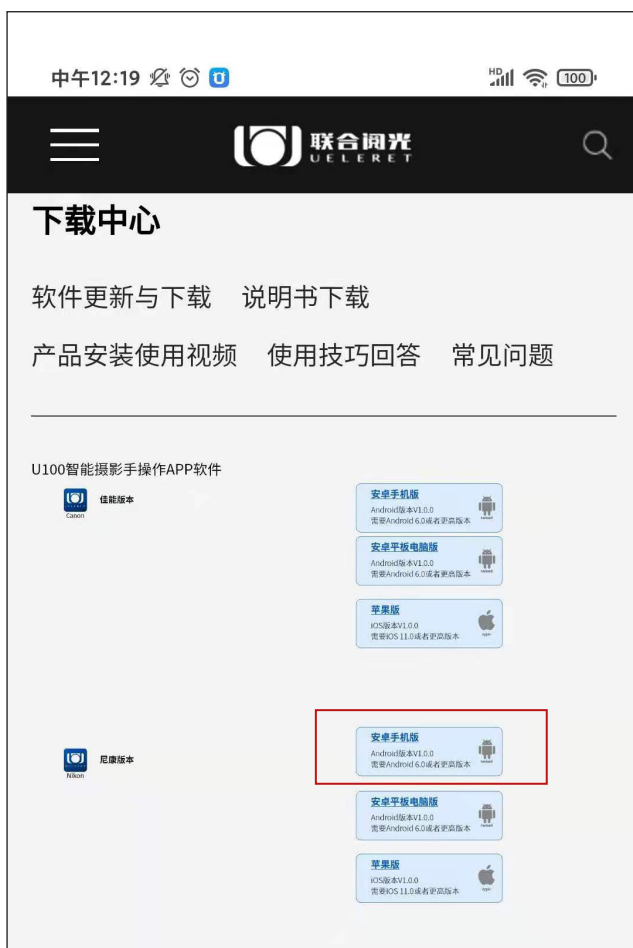 中午12:19
HD
100
联合阅光
UELERET
下载中心
软件更新与下载 说明书下载
产品安装使用视频 使用技巧回答 常见问题
U100智能摄影手操作APP软件
Canon
佳能版本
安卓手机版
Android版本V1.0.0
需要Android 6.0或者更高版本
安卓平板电脑版
Android版本V1.0.0
需要Android 6.0或者更高版本
苹果版
iOS版本V1.0.0
需要iOS 11.0或者更高版本
Nikon
尼康版本
安卓手机版
Android版本V1.0.0
需要Android 6.0或者更高版本
安卓平板电脑版
Android版本V1.0.0
需要Android 6.0或者更高版本
苹果版
iOS版本V1.0.0
需要iOS 11.0或者更高版本